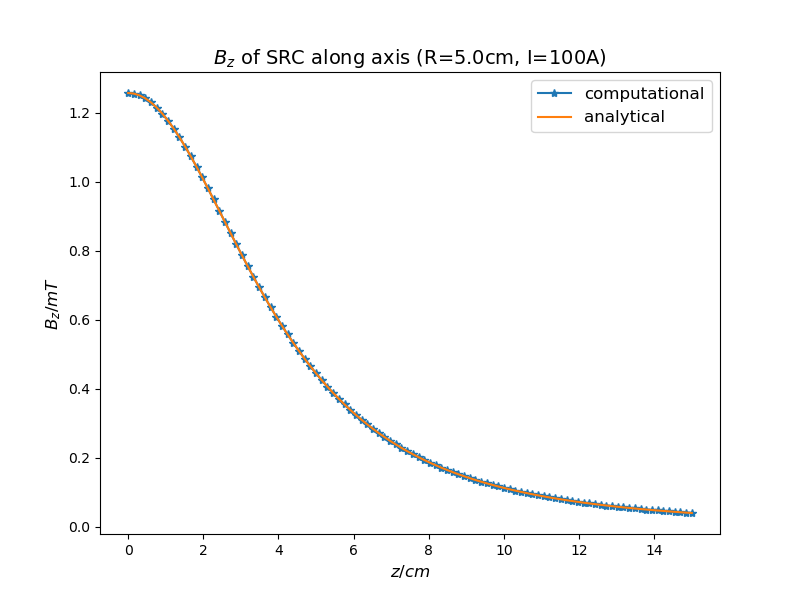 B_z of SRC along axis (R=5.0cm, I=100A)
computational
analytical
1.2
1.0
0.8
0.6
0.4
0.2
0.0
B_z/mT
0 2 4 6 8 10 12 14
z/cm